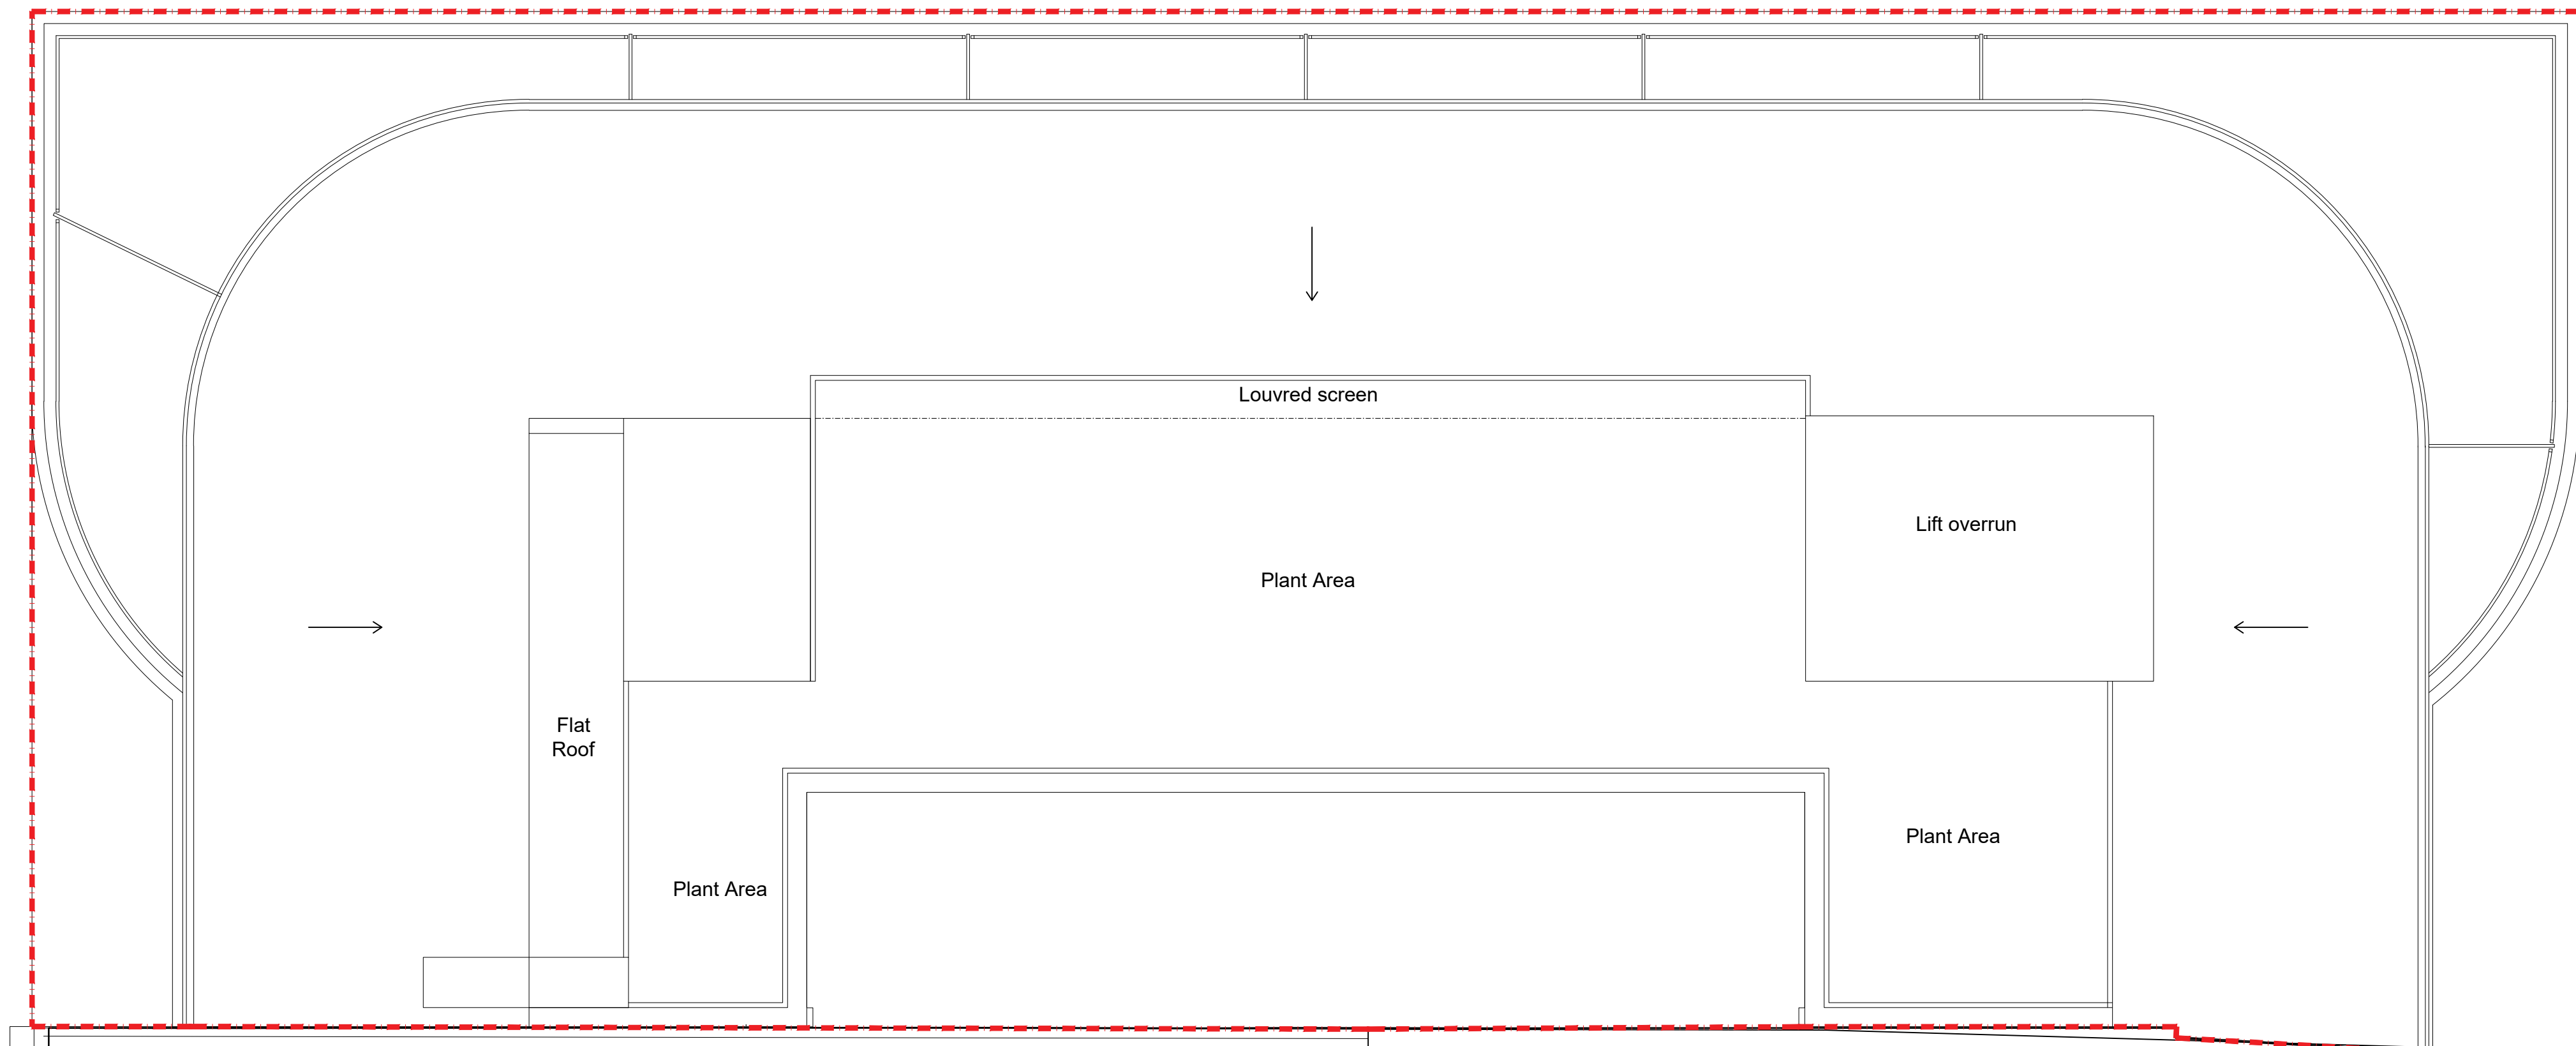 Louvred screen
Lift overrun
Plant Area
Flat
Roof
Plant Area
Plant Area